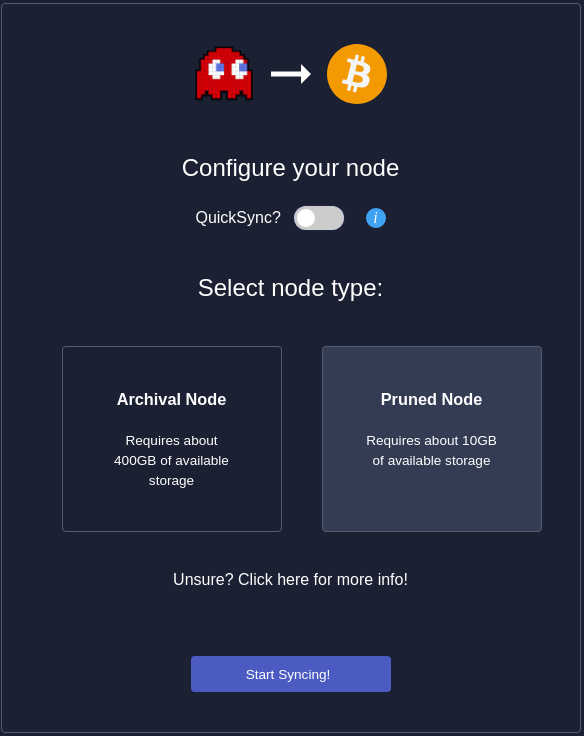 Configure your node
QuickSync?
i
Select node type:
Archival Node
Requires about
400GB of available
storage
Pruned Node
Requires about 10GB
of available storage
Unsure? Click here for more info!
Start Syncing!